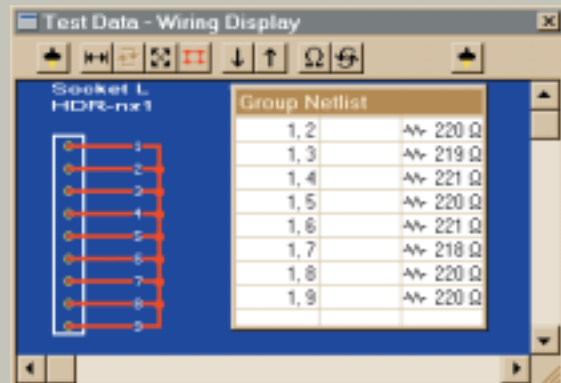 Test Data - Wiring Display
Socket L
HDR-nx1
1
2
3
4
5
6
7
8
9
Group Netlist
1, 2 220 Ω
1, 3 219 Ω
1, 4 221 Ω
1, 5 220 Ω
1, 6 221 Ω
1, 7 218 Ω
1, 8 220 Ω
1, 9 220 Ω